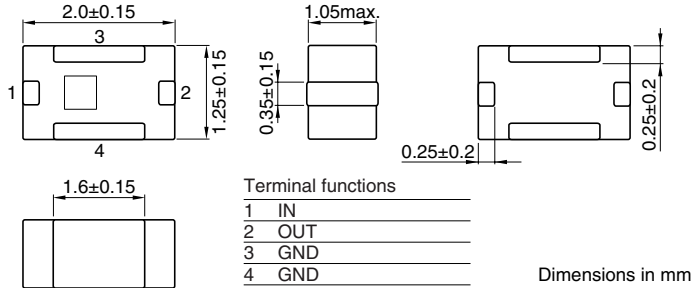 2.0±0.15
1.05max.
3
1
2
4
1.25±0.15
0.35±0.15
0.25±0.2
0.25±0.2
1.6±0.15
Terminal functions
1 IN
2 OUT
3 GND
4 GND
Dimensions in mm